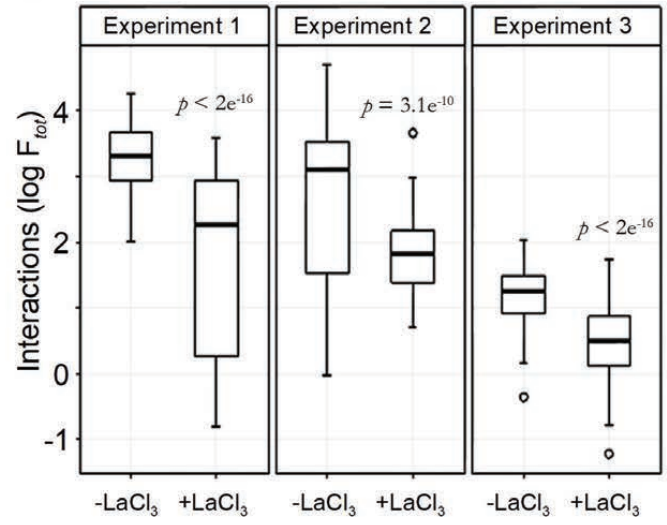 Experiment 1 Experiment 2 Experiment 3
Interactions (log F_tot)
4
2
0
-1
p < 2e⁻¹⁶
p = 3.1e⁻¹⁰
p < 2e⁻¹⁶
-LaCl₃ +LaCl₃ -LaCl₃ +LaCl₃ -LaCl₃ +LaCl₃